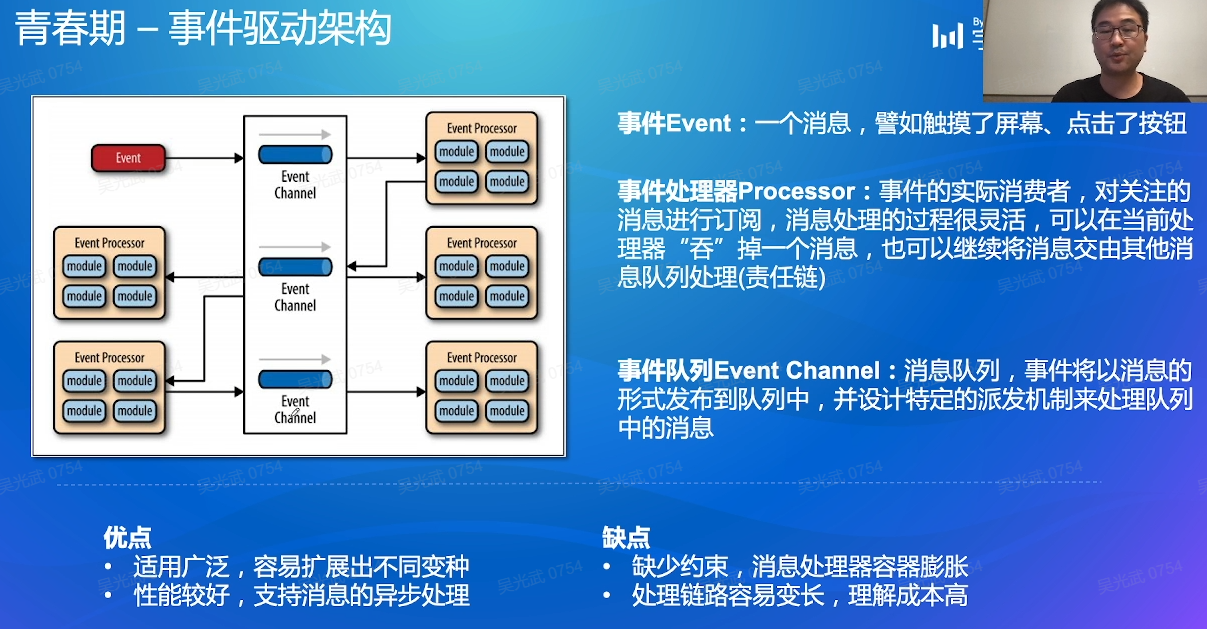 青春期 – 事件驱动架构
By
Event
Event
Channel
Event Processor
module
module
module
module
Event Processor
module
module
module
module
Event
Channel
Event Processor
module
module
module
module
Event Processor
module
module
module
module
Event
Channel
Event Processor
module
module
module
module
事件Event：一个消息，譬如触摸了屏幕、点击了按钮
事件处理器Processor：事件的实际消费者，对关注的
消息进行订阅，消息处理的过程很灵活，可以在当前处
理器“吞”掉一个消息，也可以继续将消息交由其他消
息队列处理(责任链)
事件队列Event Channel：消息队列，事件将以消息的
形式发布到队列中，并设计特定的派发机制来处理队列
中的消息
优点
• 适用广泛，容易扩展出不同变种
• 性能较好，支持消息的异步处理
缺点
• 缺少约束，消息处理器容器膨胀
• 处理链路容易变长，理解成本高
吴光武 0754